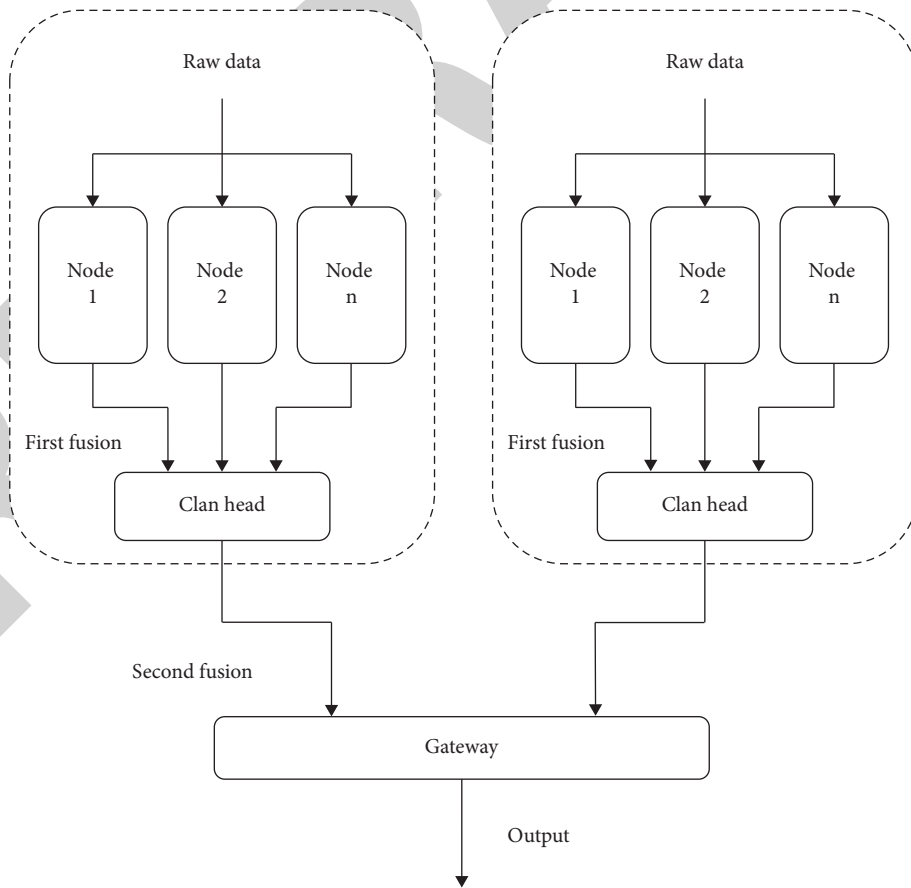 Raw data
Raw data
Node
1
Node
2
Node
n
Node
1
Node
2
Node
n
First fusion
First fusion
Clan head
Clan head
Second fusion
Gateway
Output